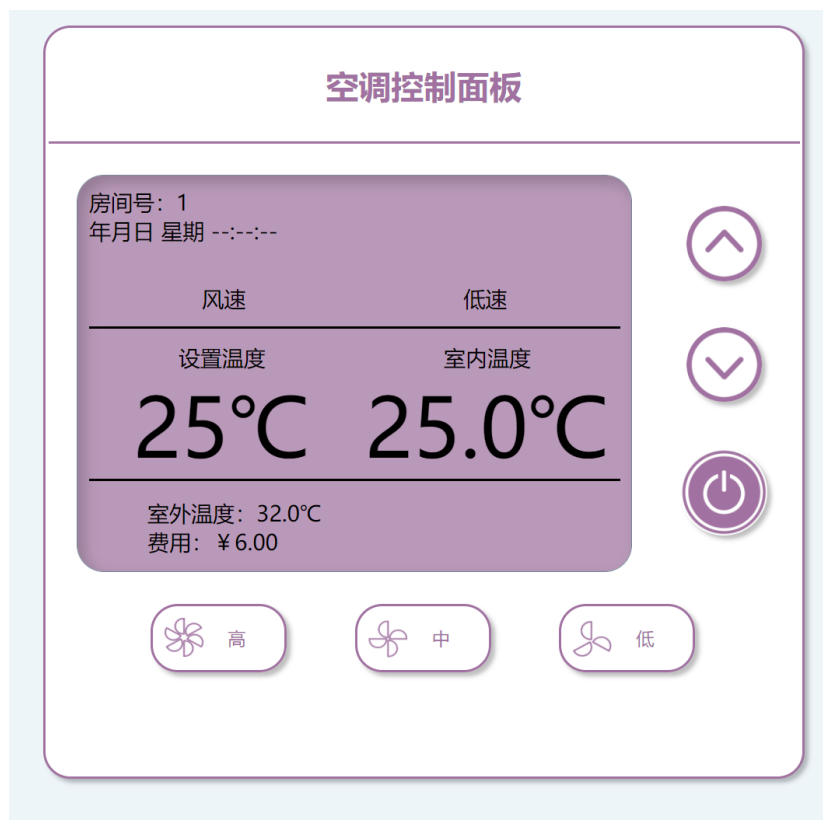 空调控制面板
房间号：1
年月日 星期 --:--:--
风速 低速
设置温度 室内温度
25℃ 25.0℃
室外温度：32.0℃
费用：￥6.00
高 中 低